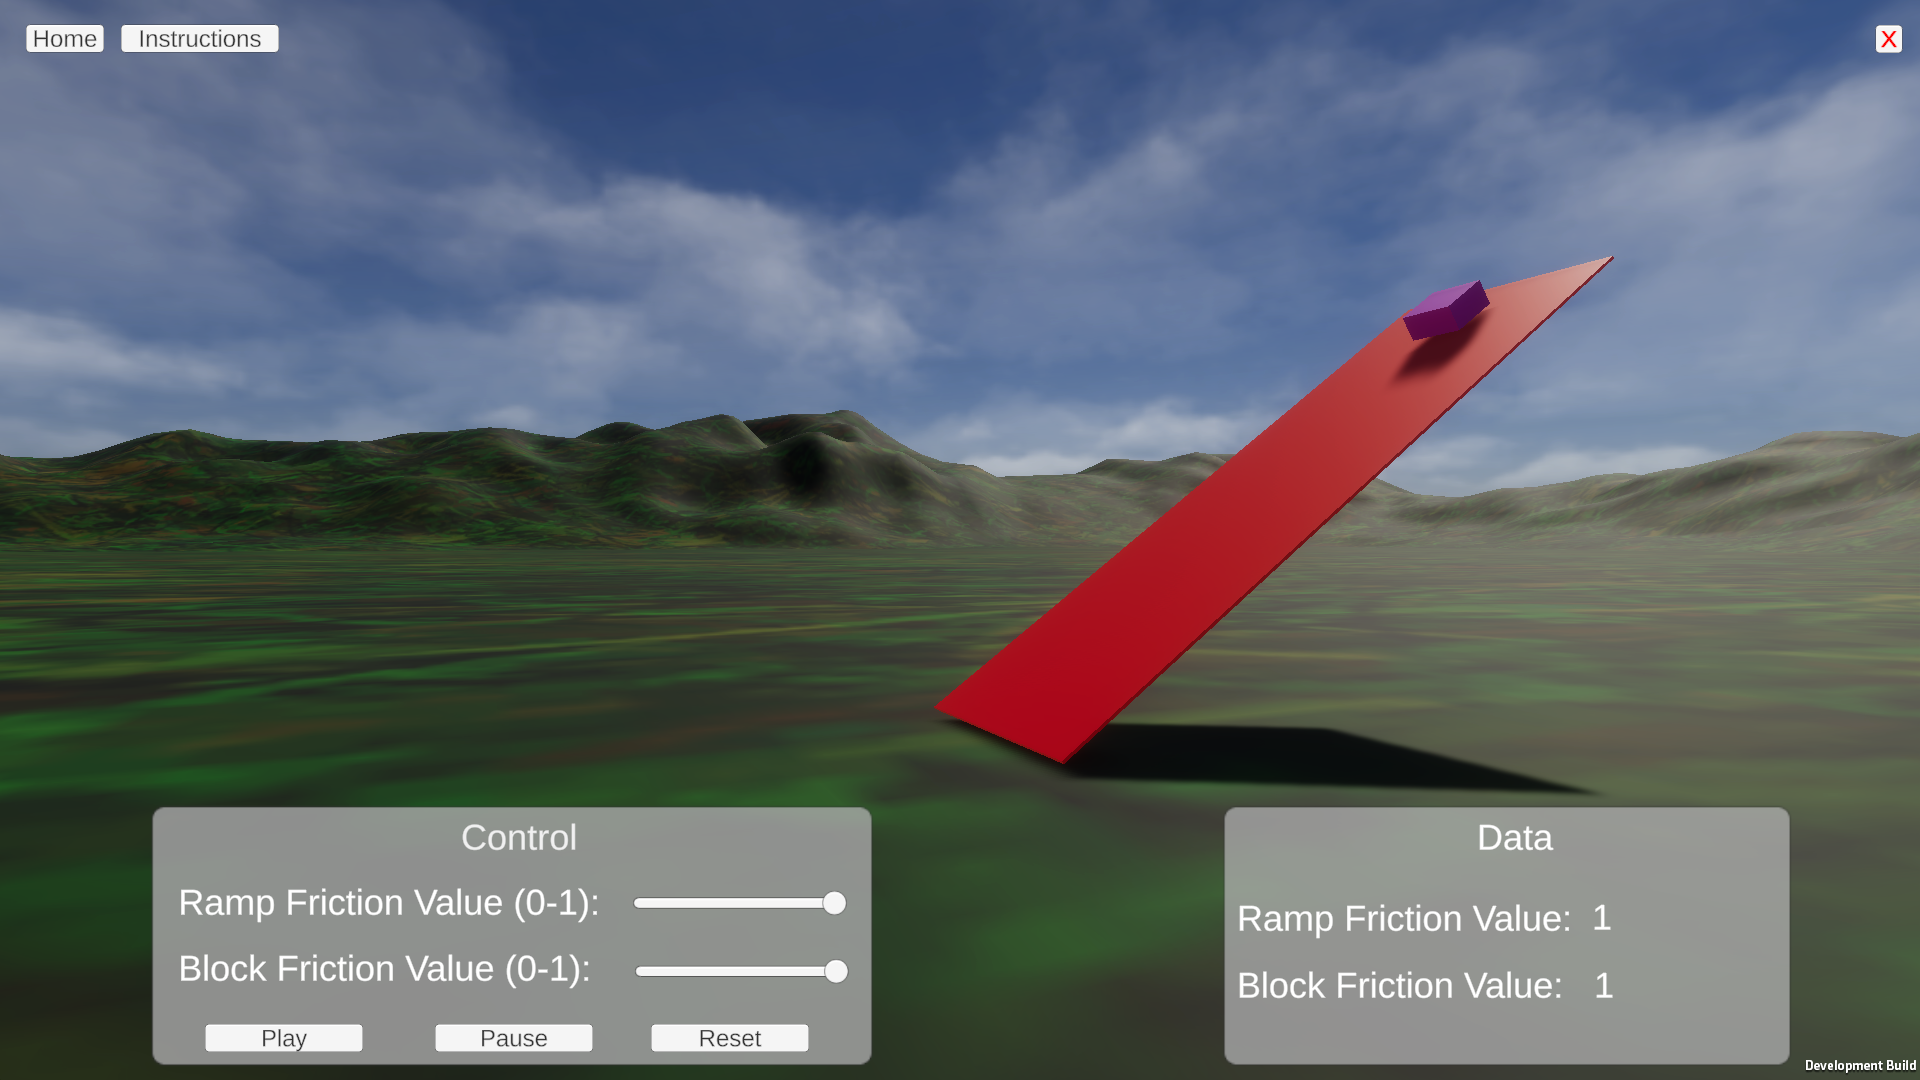 Home
Instructions
X
Control
Ramp Friction Value (0-1):
Block Friction Value (0-1):
Play
Pause
Reset
Data
Ramp Friction Value: 1
Block Friction Value: 1
Development Build